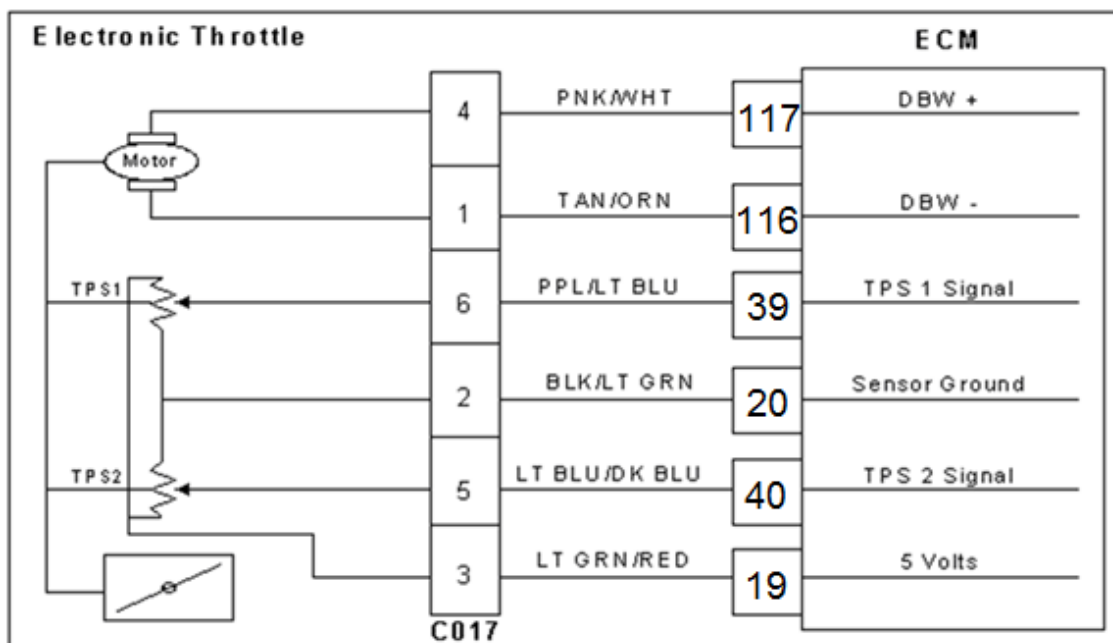 Electronic Throttle
ECM
4
PNK/WHT
117
DBW +
Motor
1
TAN/ORN
116
DBW -
TPS1
6
PPL/LT BLU
39
TPS 1 Signal
2
BLK/LT GRN
20
Sensor Ground
TPS2
5
LT BLU/DK BLU
40
TPS 2 Signal
3
LT GRN/RED
19
5 Volts
C017